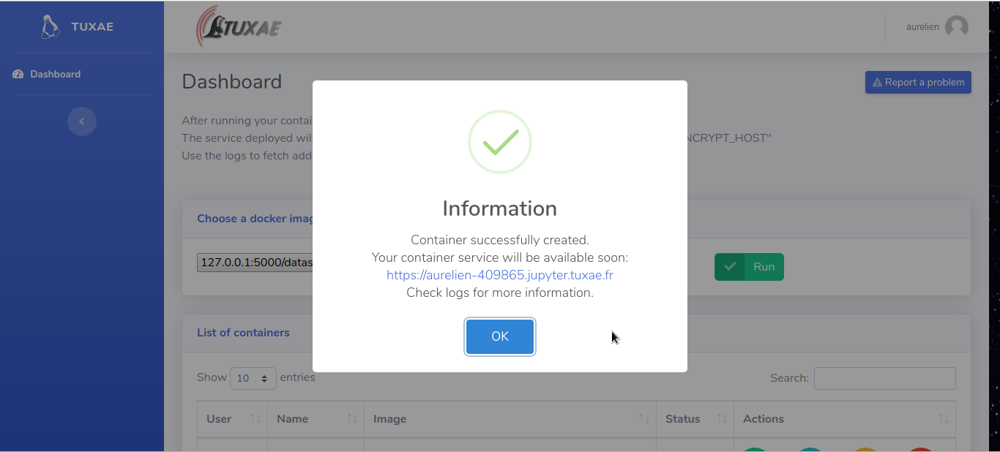 TUXAE
TUXAE
aurelien
Dashboard
Dashboard
Report a problem
After running your contai
The service deployed wil
NCRYPT_HOST"
Use the logs to fetch add
Information
Container successfully created.
Your container service will be available soon:
https://aurelien-409865.jupyter.tuxae.fr
Check logs for more information.
OK
Choose a docker imag
127.0.0.1:5000/datas
Run
List of containers
Show 10 entries
Search:
User Name Image Status Actions